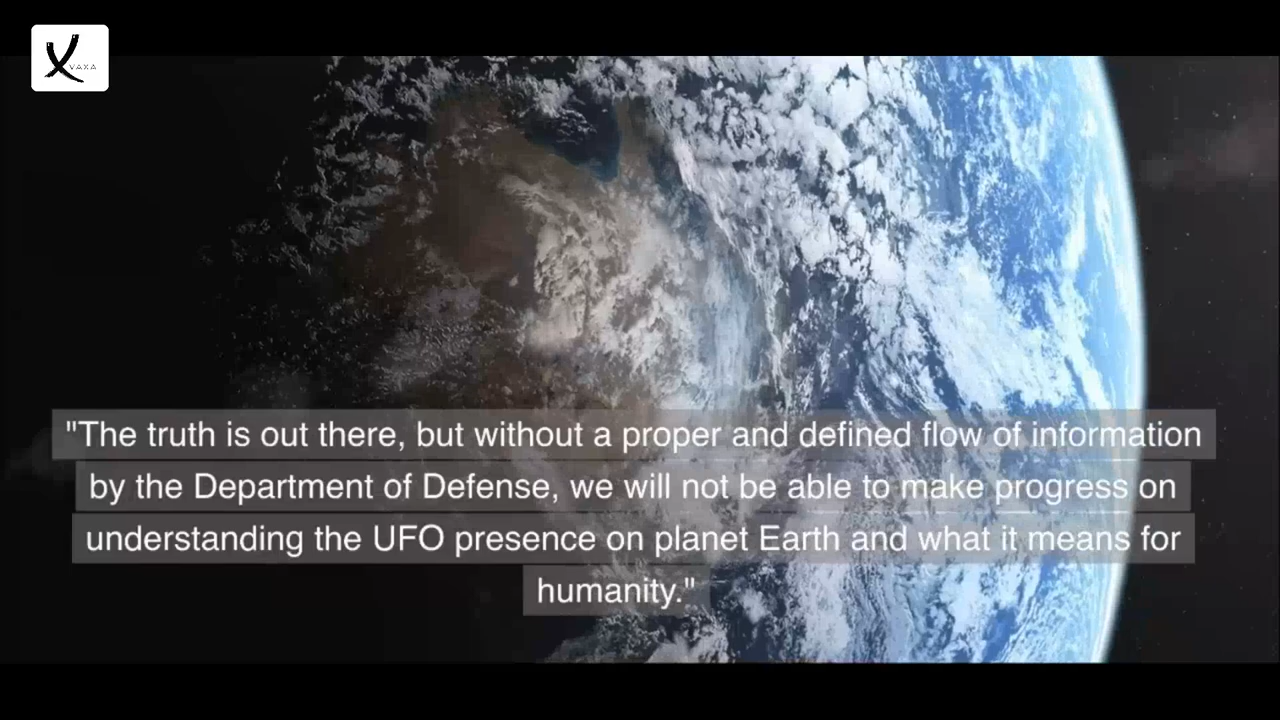 VAXA
"The truth is out there, but without a proper and defined flow of information
by the Department of Defense, we will not be able to make progress on
understanding the UFO presence on planet Earth and what it means for
humanity."